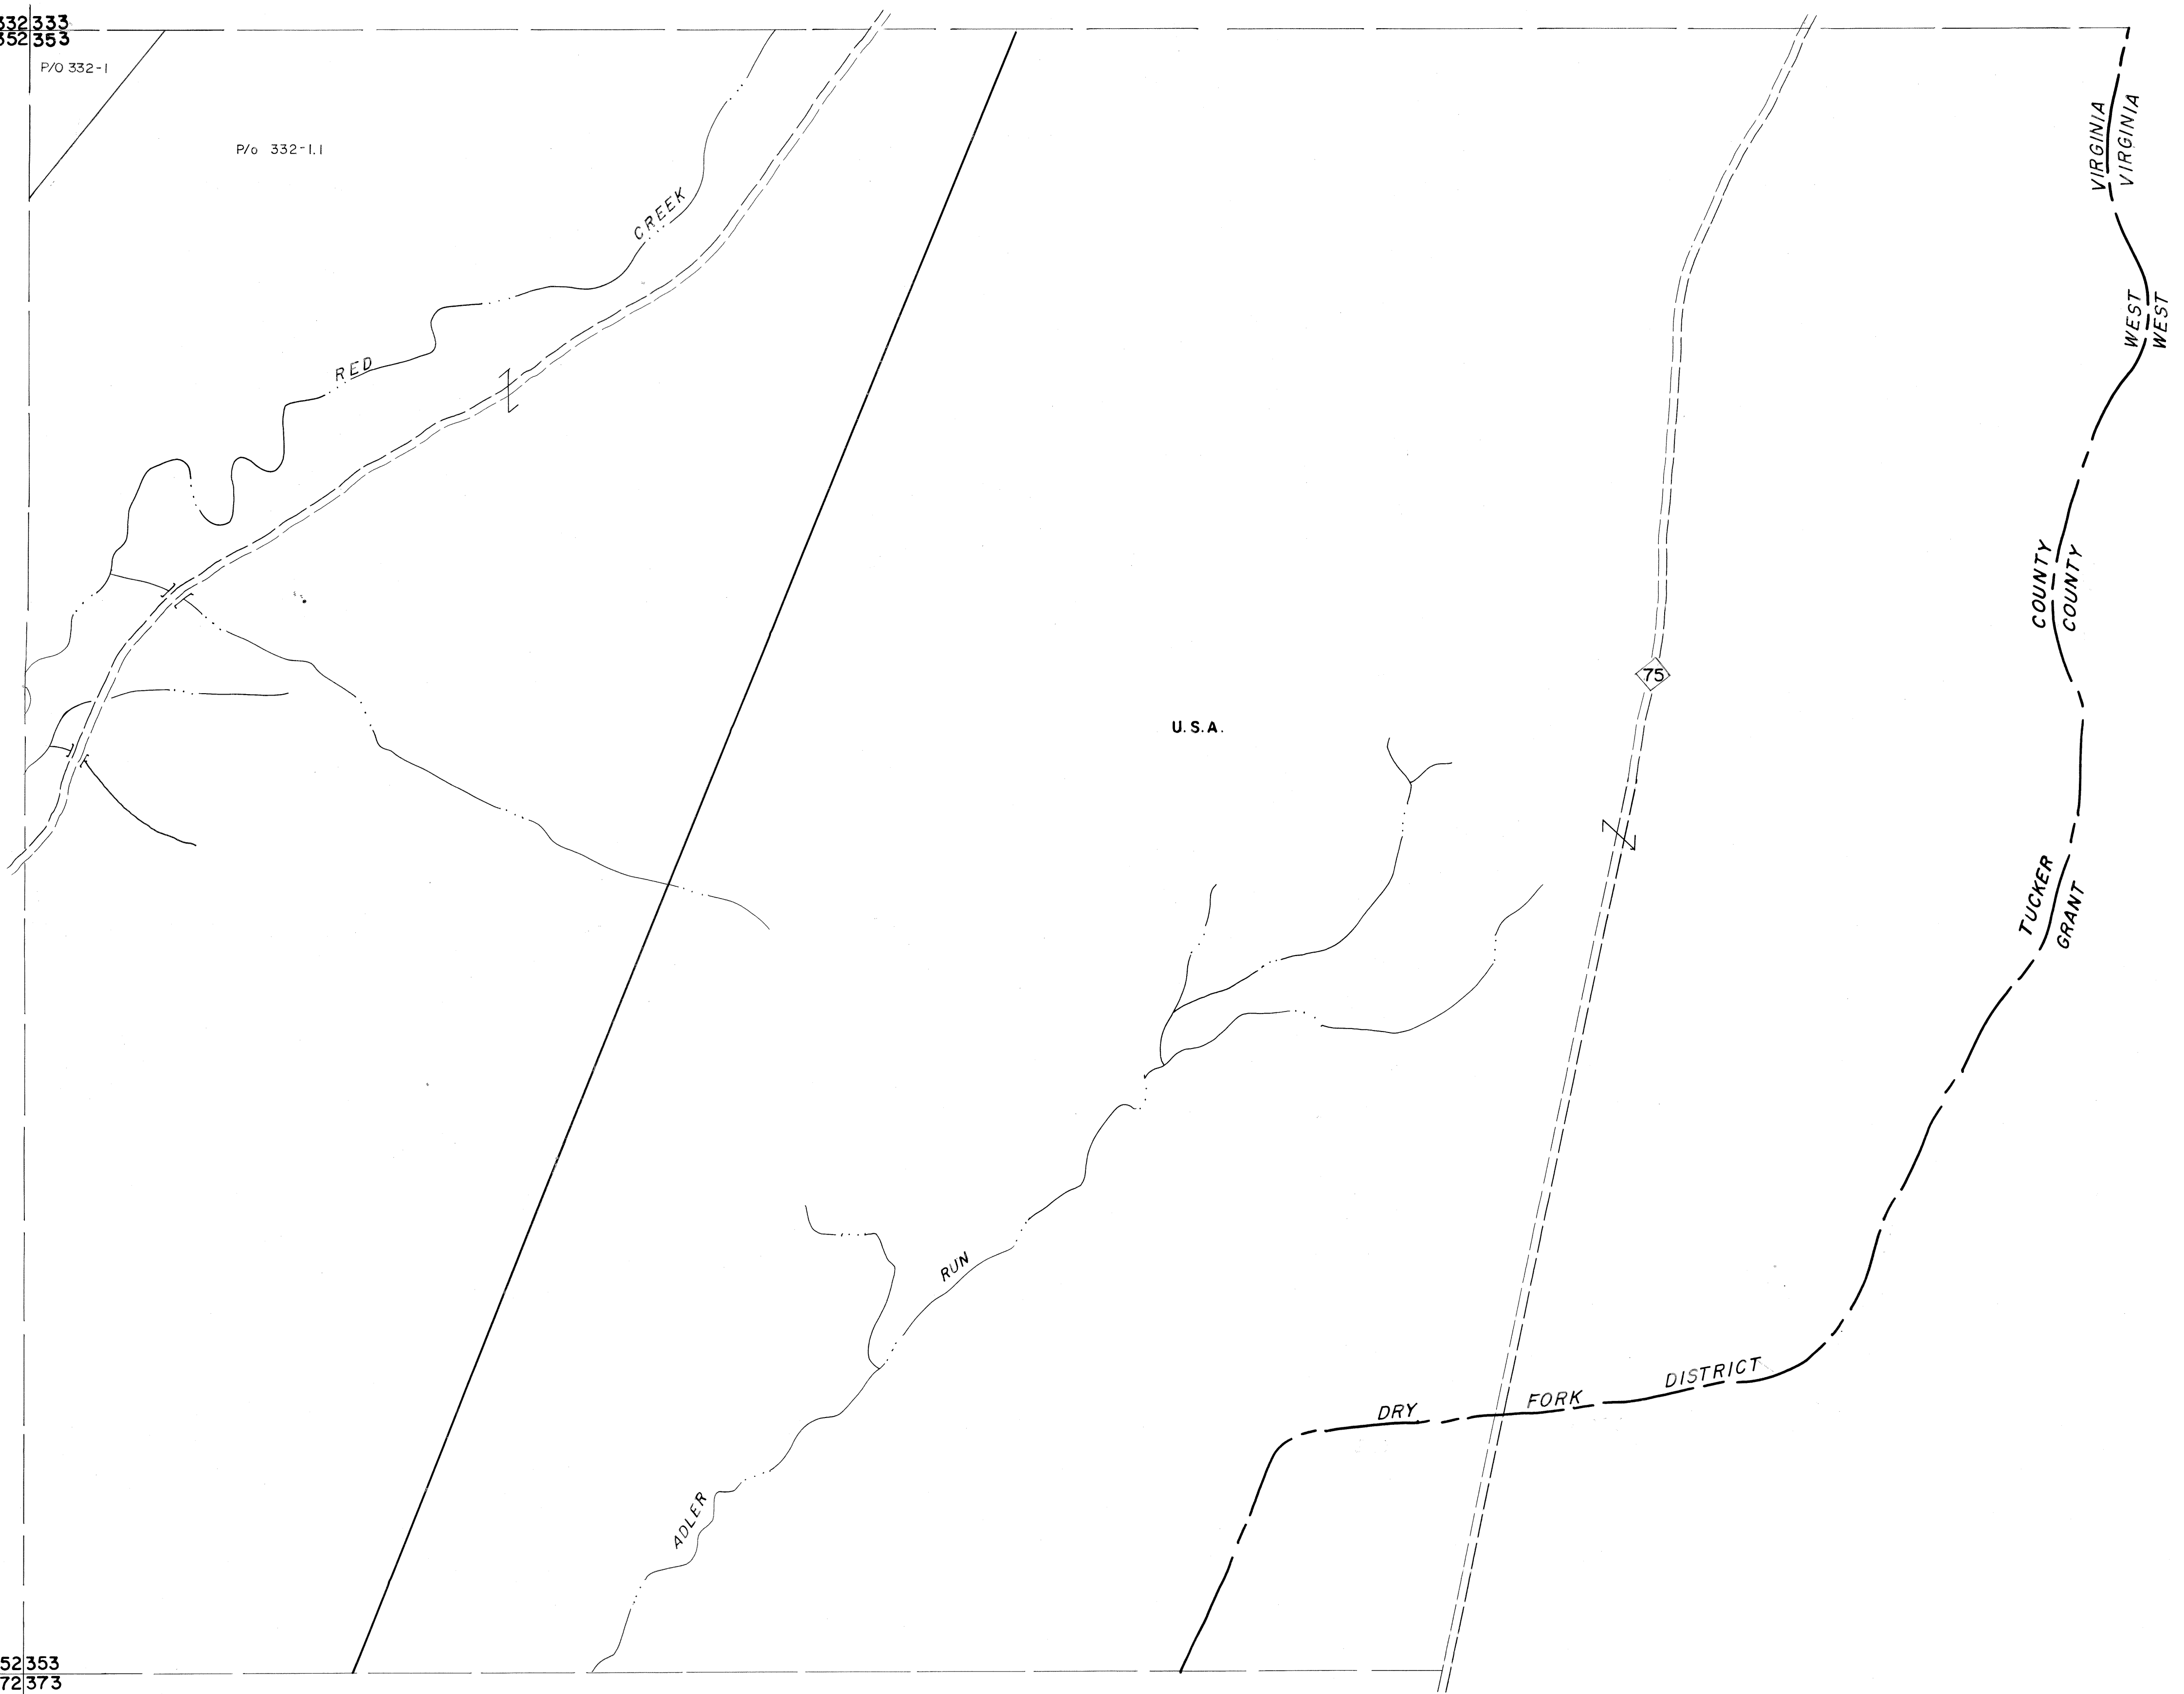 332 333
352 353
P/O 332-1
P/o 332-1.1
RED CREEK
WEST VIRGINIA
WEST VIRGINIA
TUCKER COUNTY
GRANT COUNTY
75
U.S.A.
ADLER RUN
DRY FORK DISTRICT
52 353
72 373